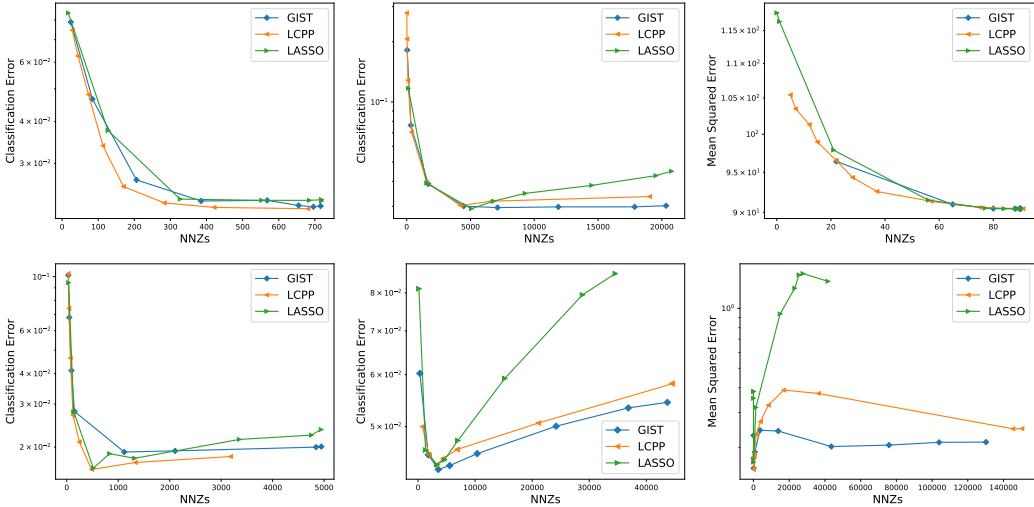 GIST
LCPP
LASSO
Classification Error
6 × 10⁻²
4 × 10⁻²
3 × 10⁻²
0 100 200 300 400 500 600 700
NNZs
GIST
LCPP
LASSO
Classification Error
10⁻¹
0 5000 10000 15000 20000
NNZs
GIST
LCPP
LASSO
Mean Squared Error
1.15 × 10²
1.1 × 10²
1.05 × 10²
10²
9.5 × 10¹
9 × 10¹
0 20 40 60 80
NNZs
GIST
LCPP
LASSO
Classification Error
10⁻¹
6 × 10⁻²
4 × 10⁻²
3 × 10⁻²
2 × 10⁻²
0 1000 2000 3000 4000 5000
NNZs
GIST
LCPP
LASSO
Classification Error
8 × 10⁻²
7 × 10⁻²
6 × 10⁻²
5 × 10⁻²
0 10000 20000 30000 40000
NNZs
GIST
LCPP
LASSO
Mean Squared Error
10⁰
0 20000 40000 60000 80000 100000 120000 140000
NNZs